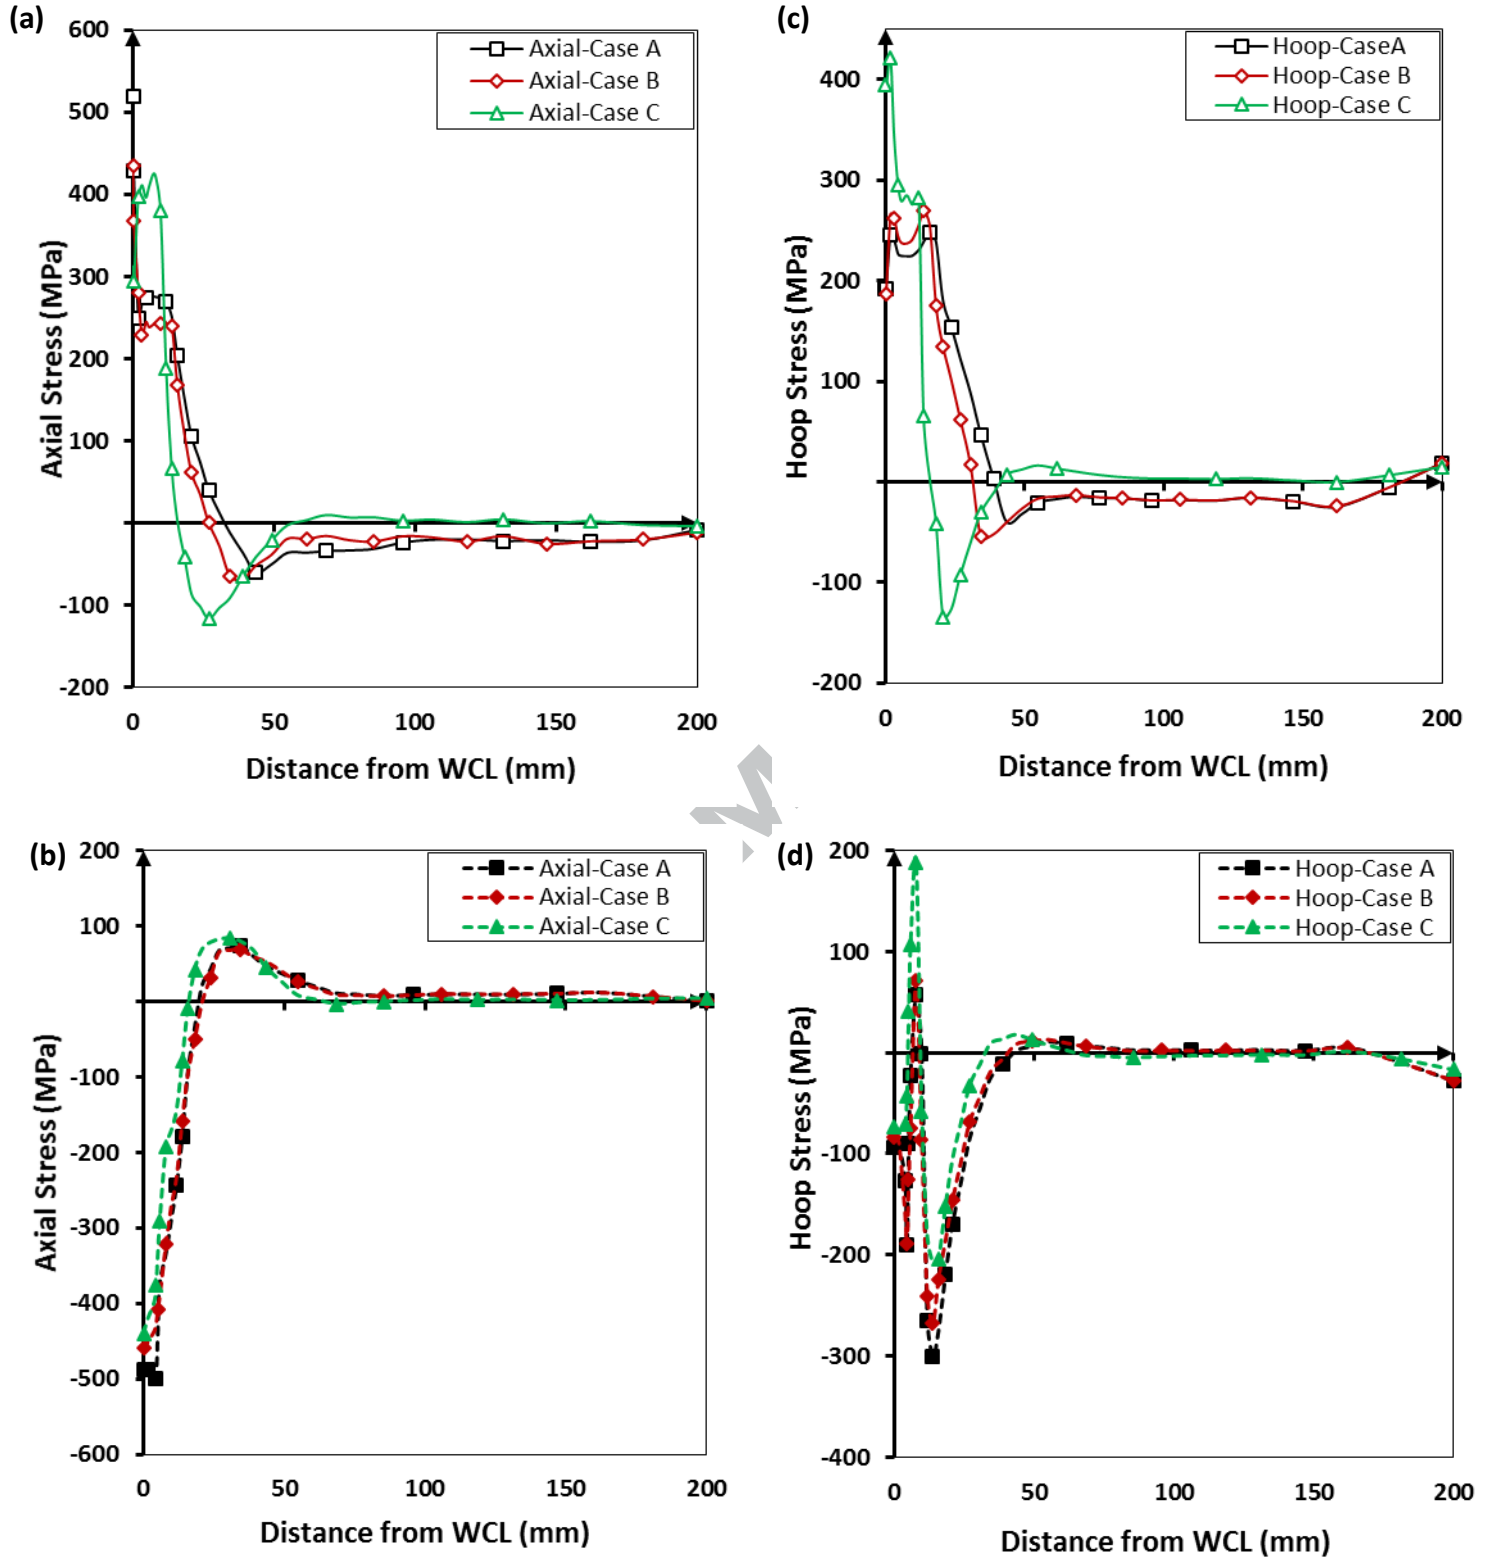 (a)
600
500
400
300
200
100
-100
-200
Axial Stress (MPa)
Axial-Case A
Axial-Case B
Axial-Case C
0 50 100 150 200
Distance from WCL (mm)
(c)
400
300
200
100
-100
-200
Hoop Stress (MPa)
Hoop-CaseA
Hoop-Case B
Hoop-Case C
0 50 100 150 200
Distance from WCL (mm)
M
(b)
200
100
-100
-200
-300
-400
-500
-600
Axial Stress (MPa)
Axial-Case A
Axial-Case B
Axial-Case C
0 50 100 150 200
Distance from WCL (mm)
(d)
200
100
-100
-200
-300
-400
Hoop Stress (MPa)
Hoop-Case A
Hoop-Case B
Hoop-Case C
0 50 100 150 200
Distance from WCL (mm)